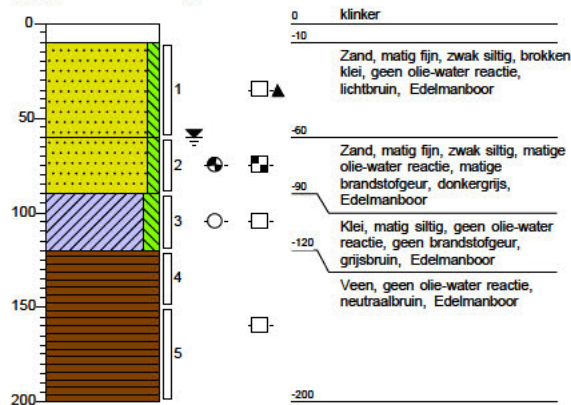 0
50
100
150
200
1
2
3
4
5
0 klinker
-10
Zand, matig fijn, zwak siltig, brokken
klei, geen olie-water reactie,
lichtbruin, Edelmanboor
-60
Zand, matig fijn, zwak siltig, matige
olie-water reactie, matige
brandstofgeur, donkergrijs,
Edelmanboor
-90
Klei, matig siltig, geen olie-water
reactie, geen brandstofgeur,
grijsbruin, Edelmanboor
-120
Veen, geen olie-water reactie,
neutraalbruin, Edelmanboor
-200